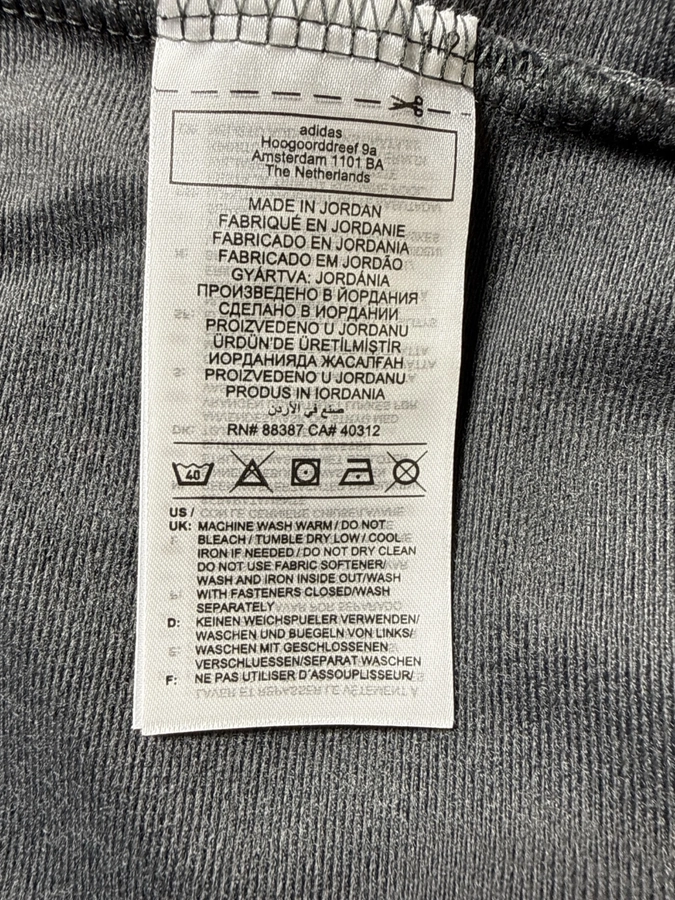 adidas
Hoogoorddreef 9a
Amsterdam 1101 BA
The Netherlands
MADE IN JORDAN
FABRIQUÉ EN JORDANIE
FABRICADO EN JORDANIA
FABRICADO EM JORDÃO
GYÁRTVA: JORDÁNIA
ПРОИЗВЕДЕНО В ЙОРДАНИЯ
СДЕЛАНО В ИОРДАНИИ
PROIZVEDENO U JORDANU
ÜRDÜN'DE ÜRETİLMİŞTİR
ИОРДАНИЯДА ЖАСАЛҒАН
PROIZVEDENO U JORDANU
PRODUS IN IORDANIA
صنع في الأردن
RN# 88387 CA# 40312
40
US /
UK: MACHINE WASH WARM / DO NOT
BLEACH / TUMBLE DRY LOW / COOL
IRON IF NEEDED / DO NOT DRY CLEAN
DO NOT USE FABRIC SOFTENER/
WASH AND IRON INSIDE OUT/WASH
WITH FASTENERS CLOSED/WASH
SEPARATELY
D: KEINEN WEICHSPUELER VERWENDEN/
WASCHEN UND BUEGELN VON LINKS/
WASCHEN MIT GESCHLOSSENEN
VERSCHLUESSEN/SEPARAT WASCHEN
F: NE PAS UTILISER D'ASSOUPLISSEUR/